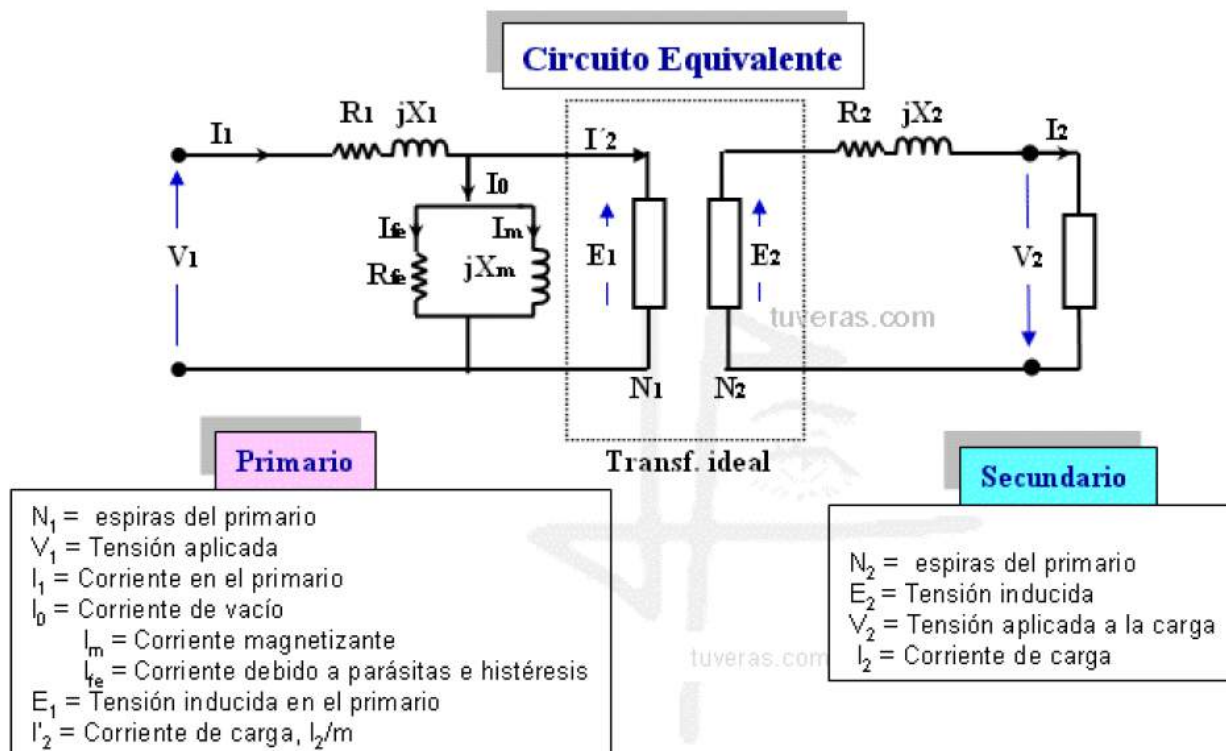 Circuito Equivalente
I1
R1
jX1
I´2
R2
jX2
I2
I0
Ife
Im
V1
Rfe
jXm
E1
E2
V2
tuveras.com
N1
N2
Primario
Transf. ideal
Secundario
N1 = espiras del primario
V1 = Tensión aplicada
I1 = Corriente en el primario
I0 = Corriente de vacío
Im = Corriente magnetizante
Ife = Corriente debido a parásitas e histéresis
E1 = Tensión inducida en el primario
I'2 = Corriente de carga, I2/m
tuveras.com
N2 = espiras del primario
E2 = Tensión inducida
V2 = Tensión aplicada a la carga
I2 = Corriente de carga